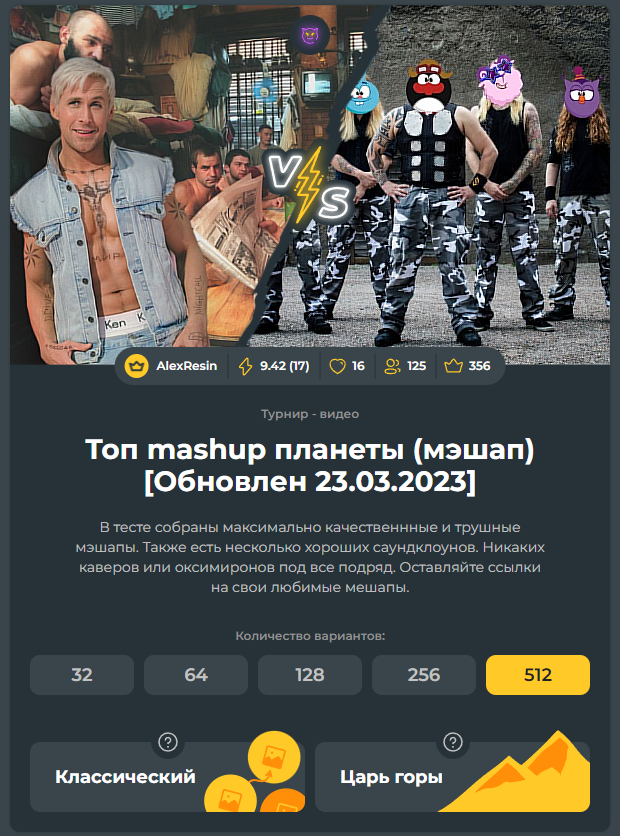 VS
Ken K
AlexResin
9.42 (17)
16
125
356
Турнир - видео
Топ mashup планеты (мэшап)
[Обновлен 23.03.2023]
В тесте собраны максимально качественнные и трушные
мэшапы. Также есть несколько хороших саундклоунов. Никаких
каверов или оксимиронов под все подряд. Оставляйте ссылки
на свои любимые мешапы.
Количество вариантов:
32
64
128
256
512
?
?
Классический
Царь горы